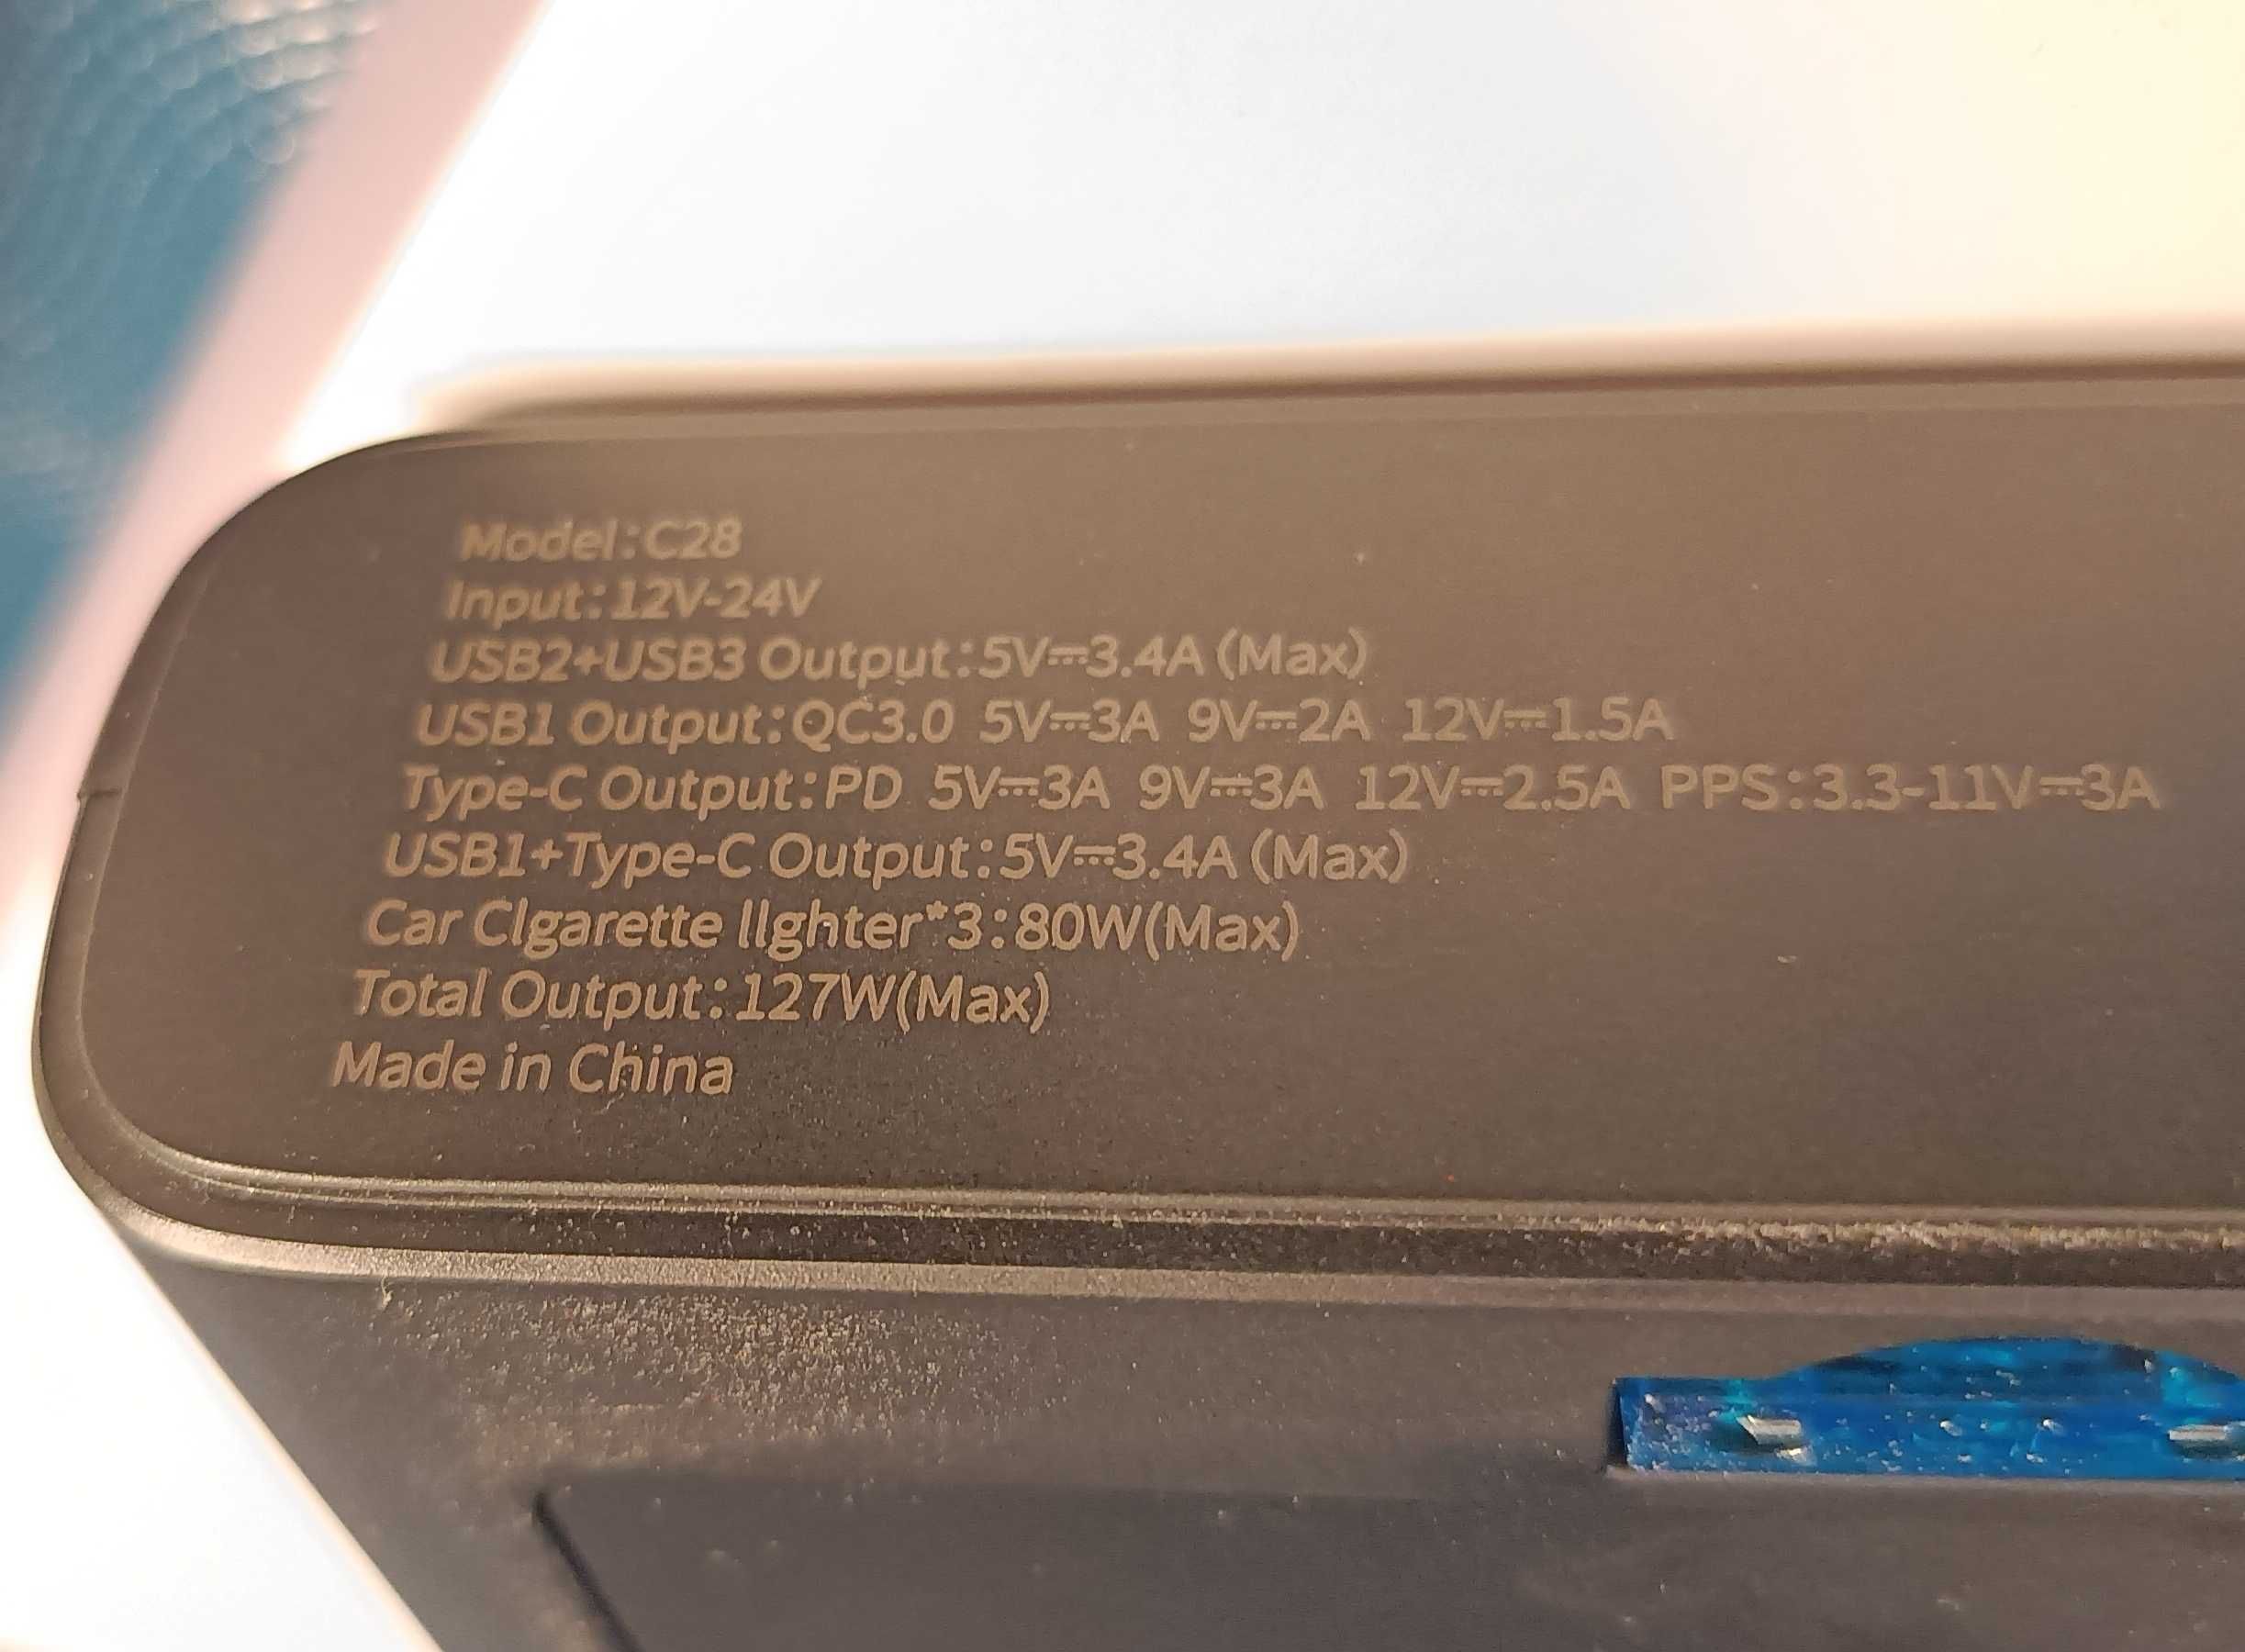 Model:C28
Input:12V-24V
USB2+USB3 Output:5V⎓3.4A (Max)
USB1 Output:QC3.0 5V⎓3A 9V⎓2A 12V⎓1.5A
Type-C Output:PD 5V⎓3A 9V⎓3A 12V⎓2.5A PPS:3.3-11V⎓3A
USB1+Type-C Output:5V⎓3.4A (Max)
Car Clgarette llghter*3:80W(Max)
Total Output:127W(Max)
Made in China